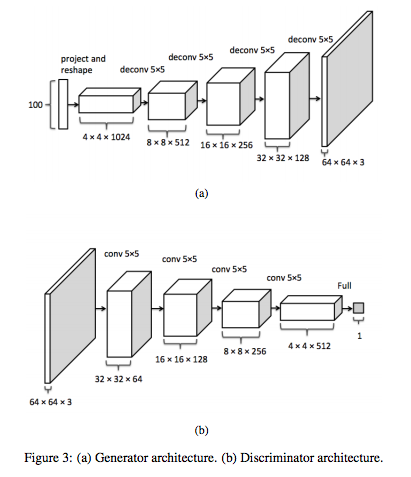 project and
reshape
deconv 5×5
deconv 5×5
deconv 5×5
deconv 5×5
100
4 × 4 × 1024
8 × 8 × 512
16 × 16 × 256
32 × 32 × 128
64 × 64 × 3
(a)
conv 5×5
conv 5×5
conv 5×5
conv 5×5
Full
64 × 64 × 3
32 × 32 × 64
16 × 16 × 128
8 × 8 × 256
4 × 4 × 512
1
(b)
Figure 3: (a) Generator architecture. (b) Discriminator architecture.